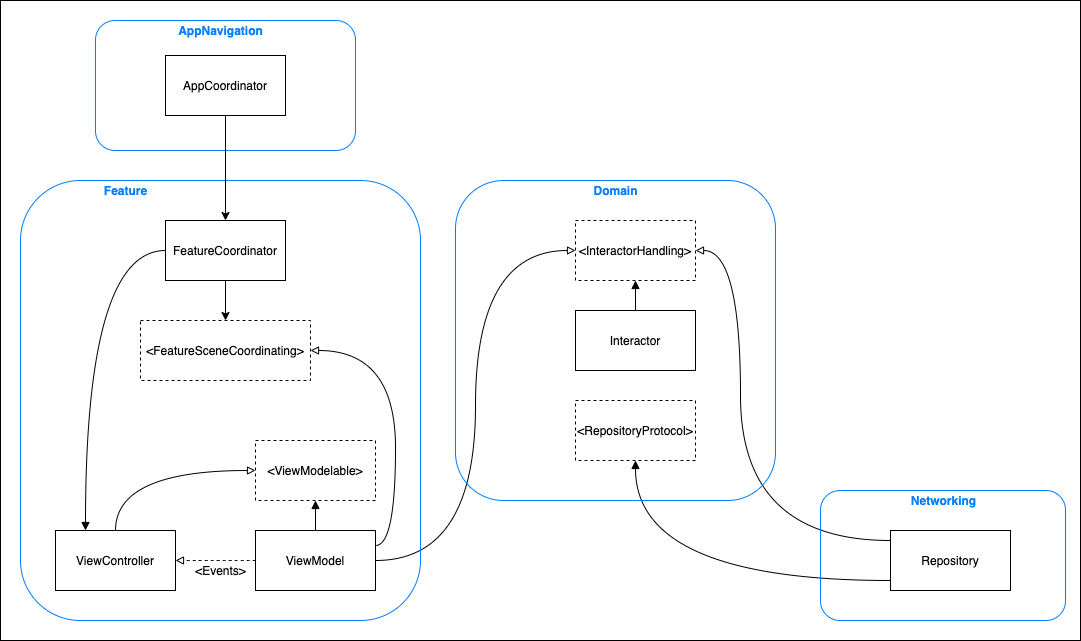 AppNavigation
AppCoordinator
Feature
FeatureCoordinator
<FeatureSceneCoordinating>
<ViewModelable>
ViewController
<Events>
ViewModel
Domain
<InteractorHandling>
Interactor
<RepositoryProtocol>
Networking
Repository